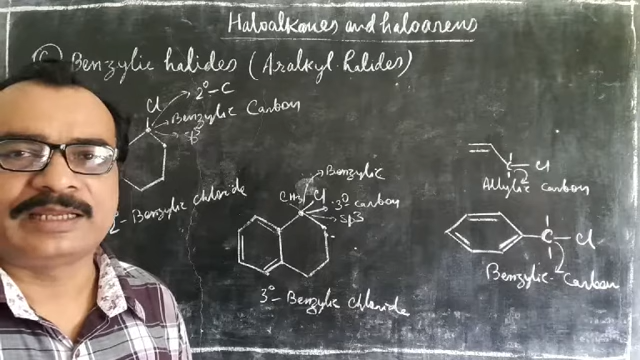 Haloalkanes and haloarens
Benzylic halides (Aralkyl halides)
Cl
2°-C
Benzylic Carbon
sp3
2°- Benzylic chloride
Benzylic
CH3 Cl
3° carbon
sp3
3°- Benzylic chloride
Cl
Allylic carbon
C - Cl
Benzylic - carbon